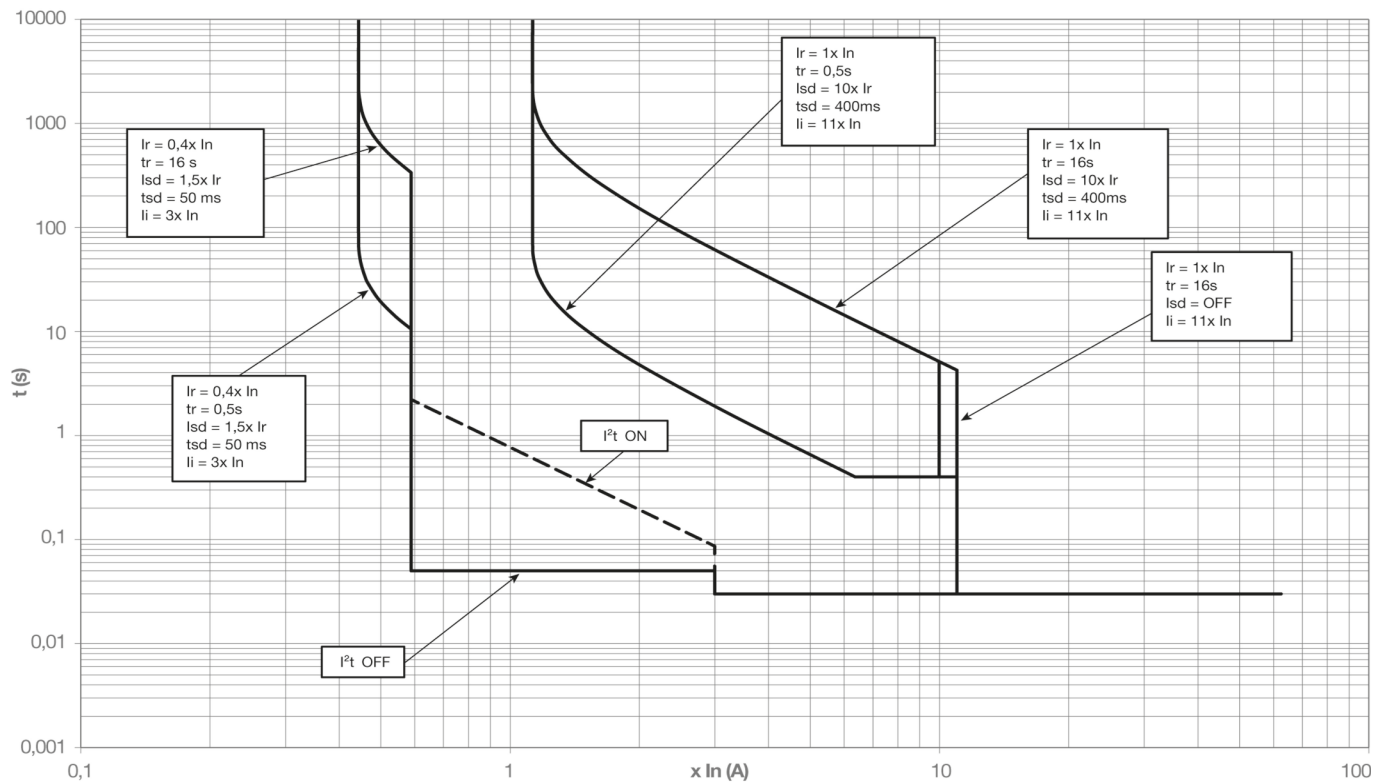 10000
1000
100
10
1
0,1
0,01
0,001
t (s)
0,1
1
10
100
x In (A)
Ir = 0,4x In
tr = 16 s
Isd = 1,5x Ir
tsd = 50 ms
Ii = 3x In
Ir = 0,4x In
tr = 0,5s
Isd = 1,5x Ir
tsd = 50 ms
Ii = 3x In
Ir = 1x In
tr = 0,5s
Isd = 10x Ir
tsd = 400ms
Ii = 11x In
Ir = 1x In
tr = 16s
Isd = 10x Ir
tsd = 400ms
Ii = 11x In
Ir = 1x In
tr = 16s
Isd = OFF
Ii = 11x In
I²t ON
I²t OFF